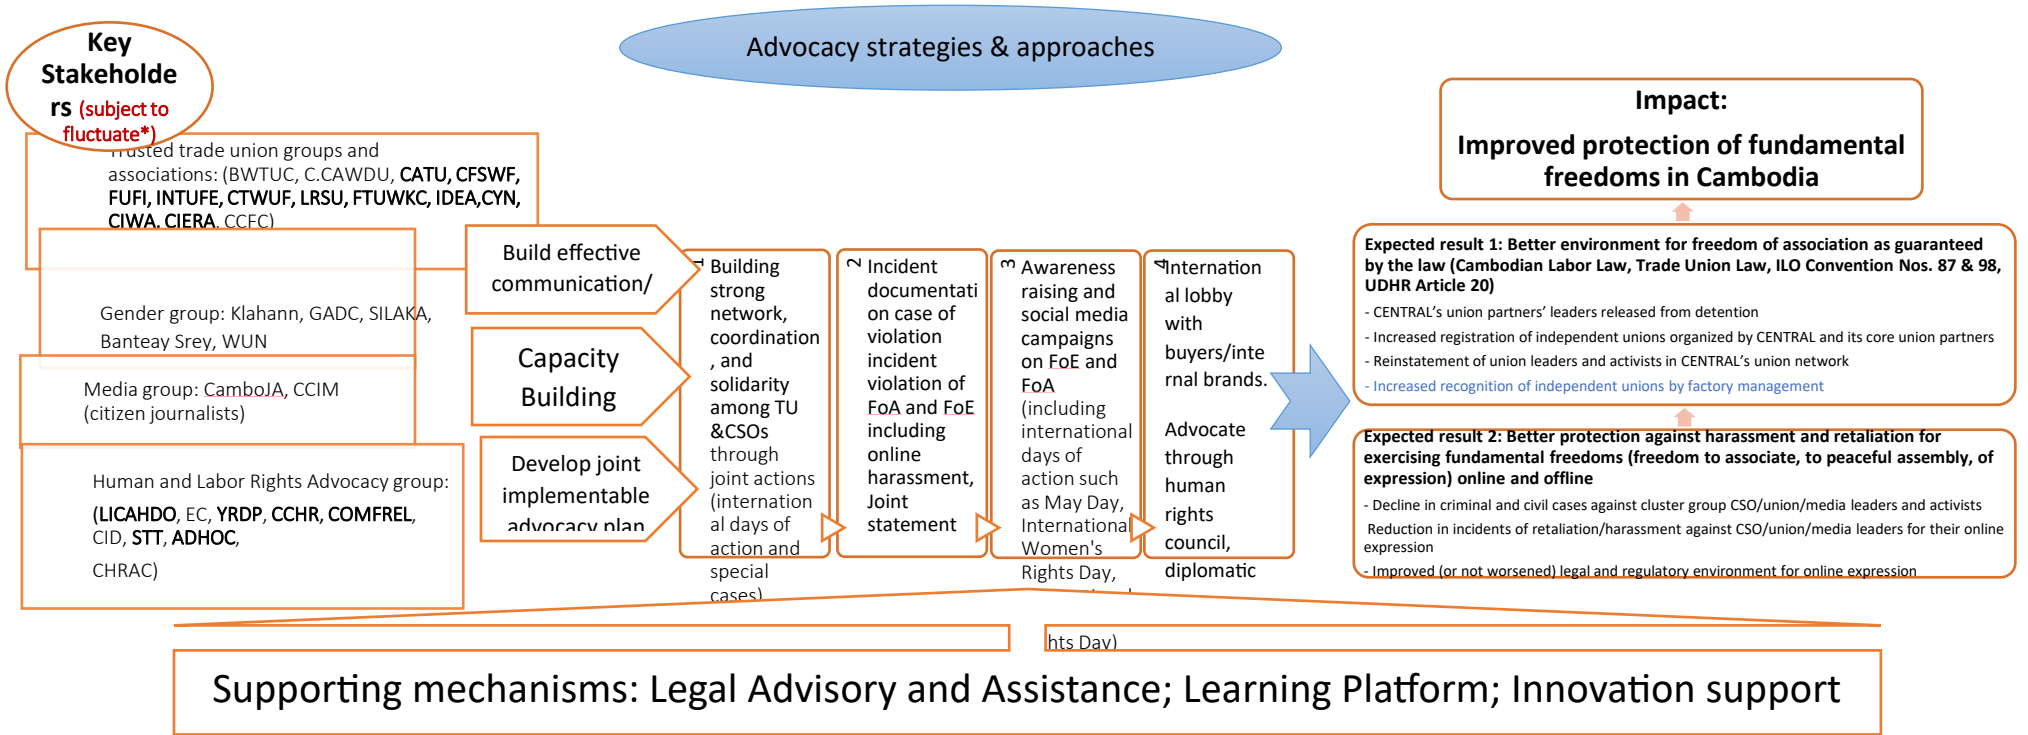 Key
Stakeholde
rs (subject to
fluctuate*)
Advocacy strategies & approaches
Trusted trade union groups and
associations: (BWTUC, C.CAWDU, CATU, CFSWF,
FUFI, INTUFE, CTWUF, LRSU, FTUWKC, IDEA,CYN,
CIWA, CIERA, CCFC)
Gender group: Klahann, GADC, SILAKA,
Banteay Srey, WUN
Media group: CamboJA, CCIM
(citizen journalists)
Human and Labor Rights Advocacy group:
(LICAHDO, EC, YRDP, CCHR, COMFREL,
CID, STT, ADHOC,
CHRAC)
Build effective
communication/
Capacity
Building
Develop joint
implementable
advocacy plan
1
Building
strong
network,
coordination
, and
solidarity
among TU
&CSOs
through
joint actions
(internation
al days of
action and
special
cases)
2
Incident
documentati
on case of
violation
incident
violation of
FoA and FoE
including
online
harassment,
Joint
statement
3
Awareness
raising and
social media
campaigns
on FoE and
FoA
(including
international
days of
action such
as May Day,
International
Women's
Rights Day,
hts Day)
4
Internation
al lobby
with
buyers/inte
rnal brands.
Advocate
through
human
rights
council,
diplomatic
Impact:
Improved protection of fundamental
freedoms in Cambodia
Expected result 1: Better environment for freedom of association as guaranteed
by the law (Cambodian Labor Law, Trade Union Law, ILO Convention Nos. 87 & 98,
UDHR Article 20)
- CENTRAL's union partners' leaders released from detention
- Increased registration of independent unions organized by CENTRAL and its core union partners
- Reinstatement of union leaders and activists in CENTRAL's union network
- Increased recognition of independent unions by factory management
Expected result 2: Better protection against harassment and retaliation for
exercising fundamental freedoms (freedom to associate, to peaceful assembly, of
expression) online and offline
- Decline in criminal and civil cases against cluster group CSO/union/media leaders and activists
Reduction in incidents of retaliation/harassment against CSO/union/media leaders for their online
expression
- Improved (or not worsened) legal and regulatory environment for online expression
Supporting mechanisms: Legal Advisory and Assistance; Learning Platform; Innovation support